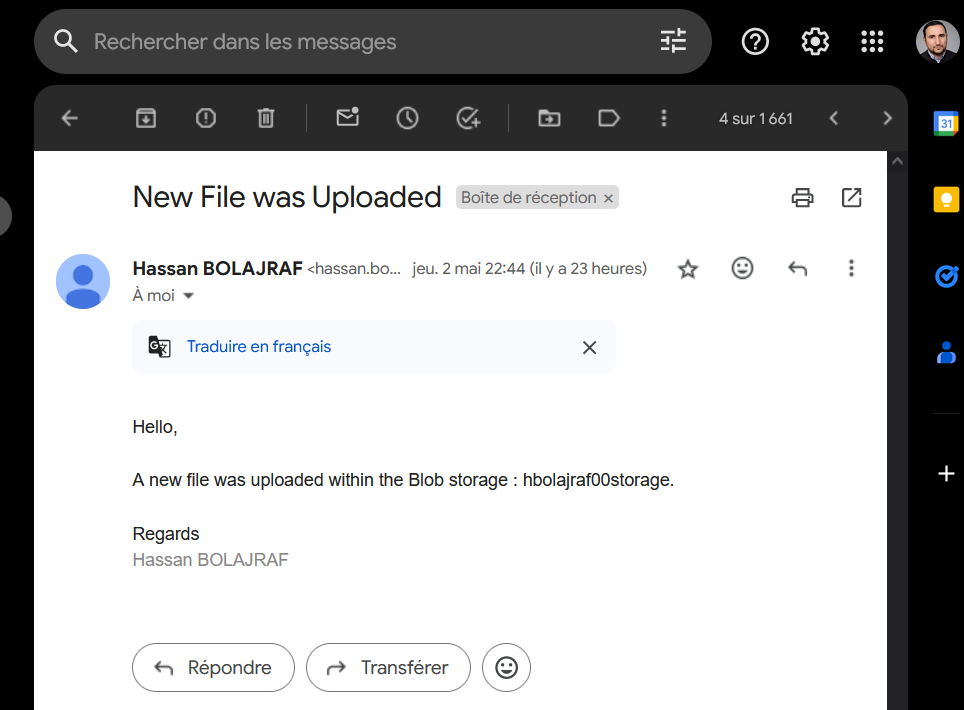 Rechercher dans les messages
4 sur 1 661
31
New File was Uploaded Boîte de réception ×
Hassan BOLAJRAF <hassan.bo... jeu. 2 mai 22:44 (il y a 23 heures)
À moi
Traduire en français
Hello,
A new file was uploaded within the Blob storage : hbolajraf00storage.
Regards
Hassan BOLAJRAF
Répondre Transférer